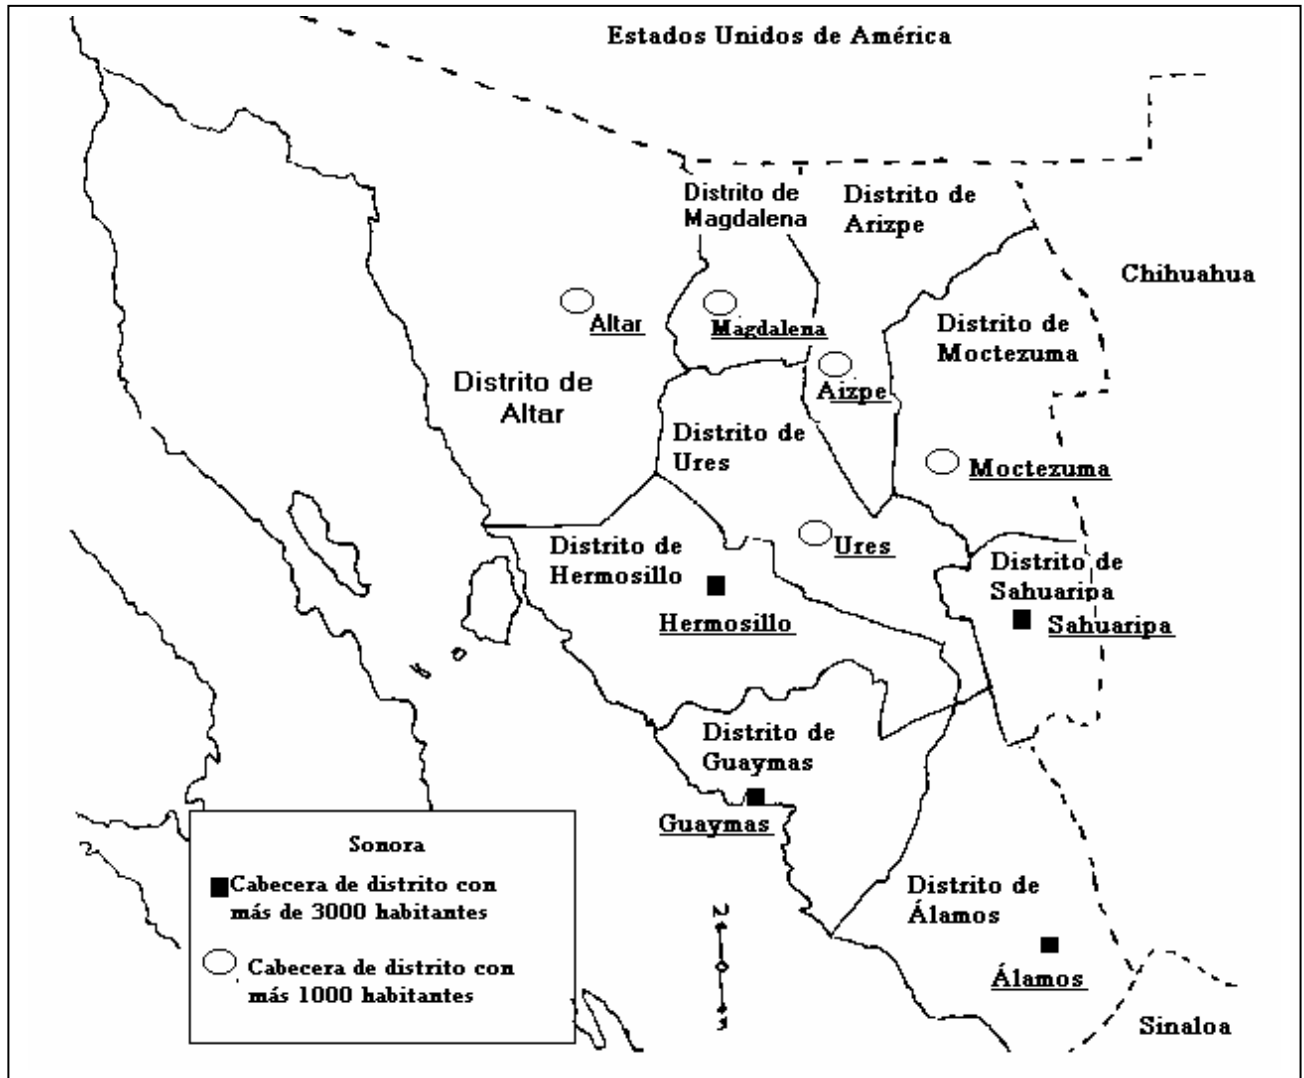 Estados Unidos de América
Distrito de
Magdalena
Distrito de
Arizpe
Chihuahua
Altar
Magdalena
Distrito de
Moctezuma
Distrito de
Altar
Aizpe
Distrito de
Ures
Moctezuma
Distrito de
Hermosillo
Ures
Distrito de
Sahuaripa
Hermosillo
Sahuaripa
Distrito de
Guaymas
Guaymas
Distrito de
Álamos
Álamos
Sinaloa
Sonora
Cabecera de distrito con
más de 3000 habitantes
Cabecera de distrito con
más 1000 habitantes